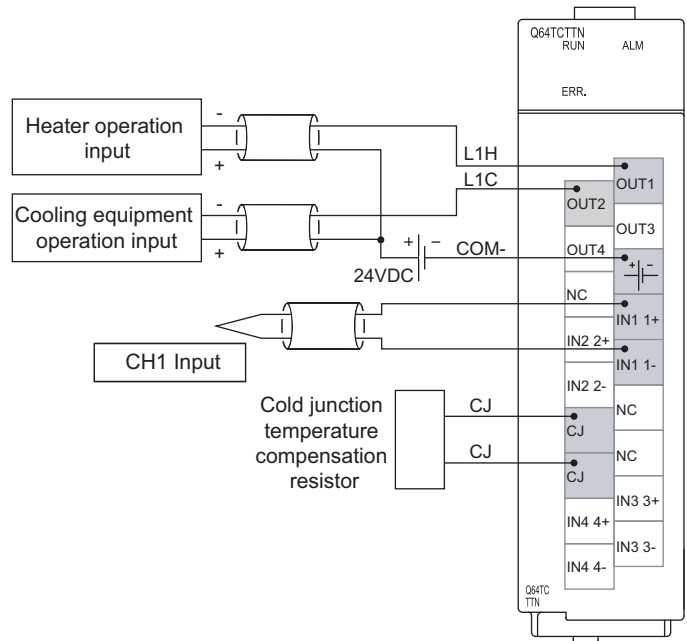 Q64TCTTN
RUN
ALM
ERR.
Heater operation
input
-
+
L1H
L1C
Cooling equipment
operation input
-
+
+ -
24VDC
COM-
CH1 Input
Cold junction
temperature
compensation
resistor
CJ
CJ
OUT1
OUT2
OUT3
OUT4
+ -
NC
IN1 1+
IN2 2+
IN1 1-
IN2 2-
NC
CJ
NC
CJ
IN3 3+
IN4 4+
IN3 3-
IN4 4-
Q64TC
TTN